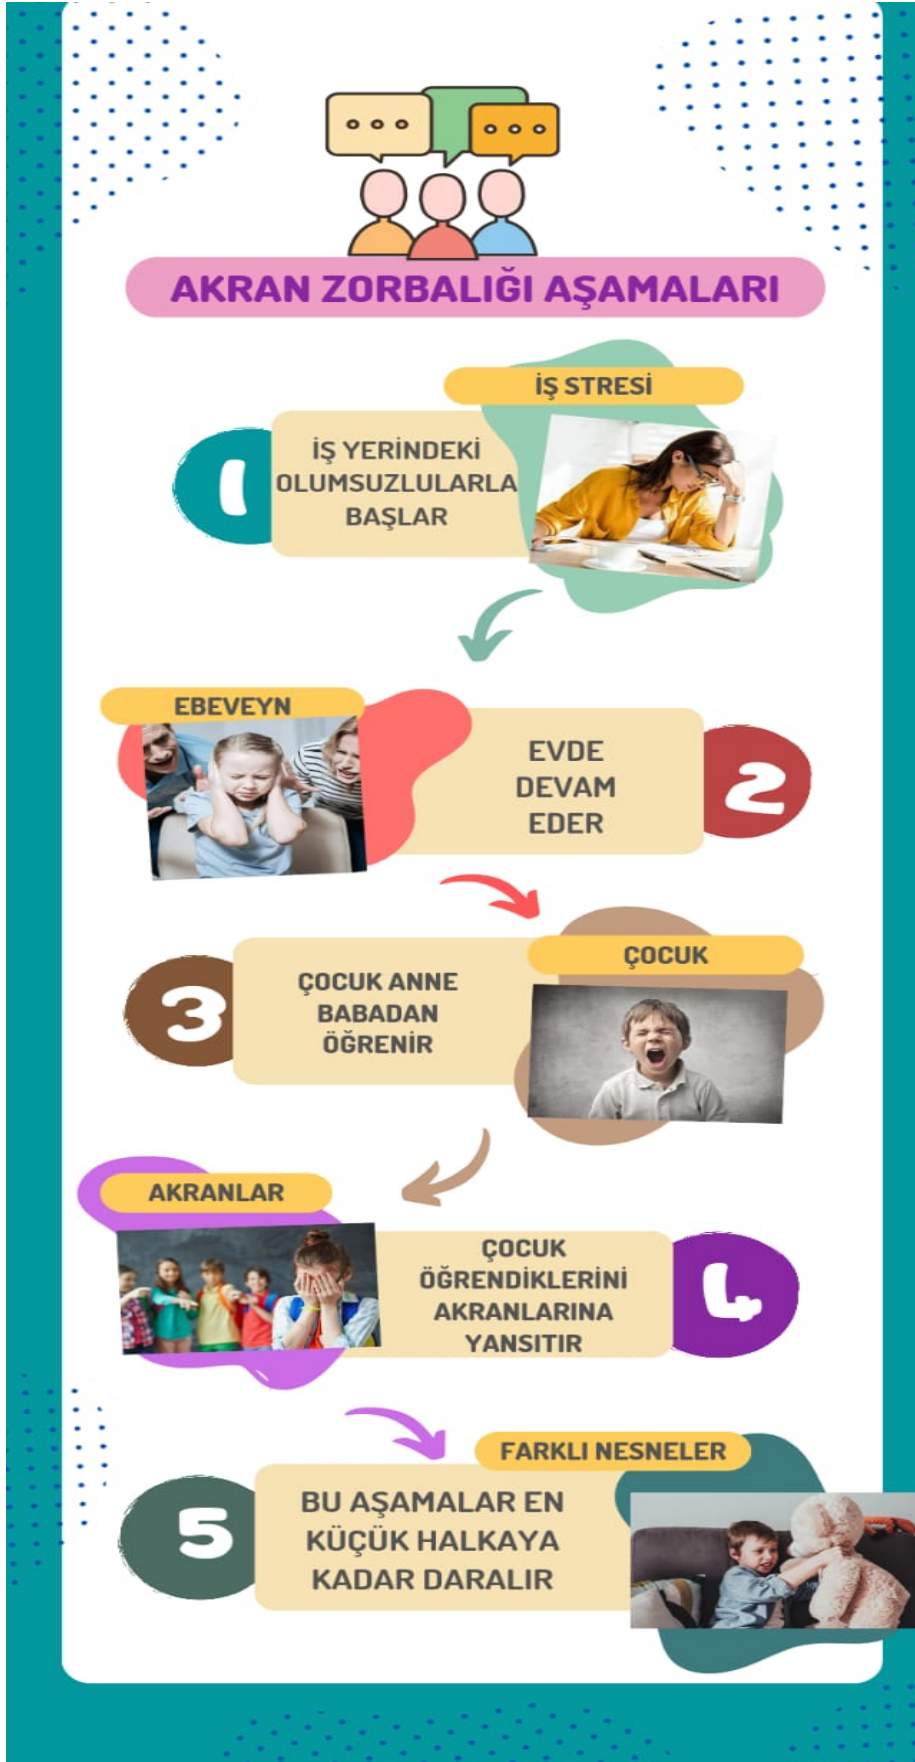 AKRAN ZORBALIĞI AŞAMALARI
İŞ STRESİ
1
İŞ YERİNDEKİ
OLUMSUZLULARLA
BAŞLAR
EBEVEYN
EVDE
DEVAM
EDER
2
ÇOCUK
3
ÇOCUK ANNE
BABADAN
ÖĞRENİR
AKRANLAR
ÇOCUK
ÖĞRENDİKLERİNİ
AKRANLARINA
YANSITIR
4
FARKLI NESNELER
5
BU AŞAMALAR EN
KÜÇÜK HALKAYA
KADAR DARALIR